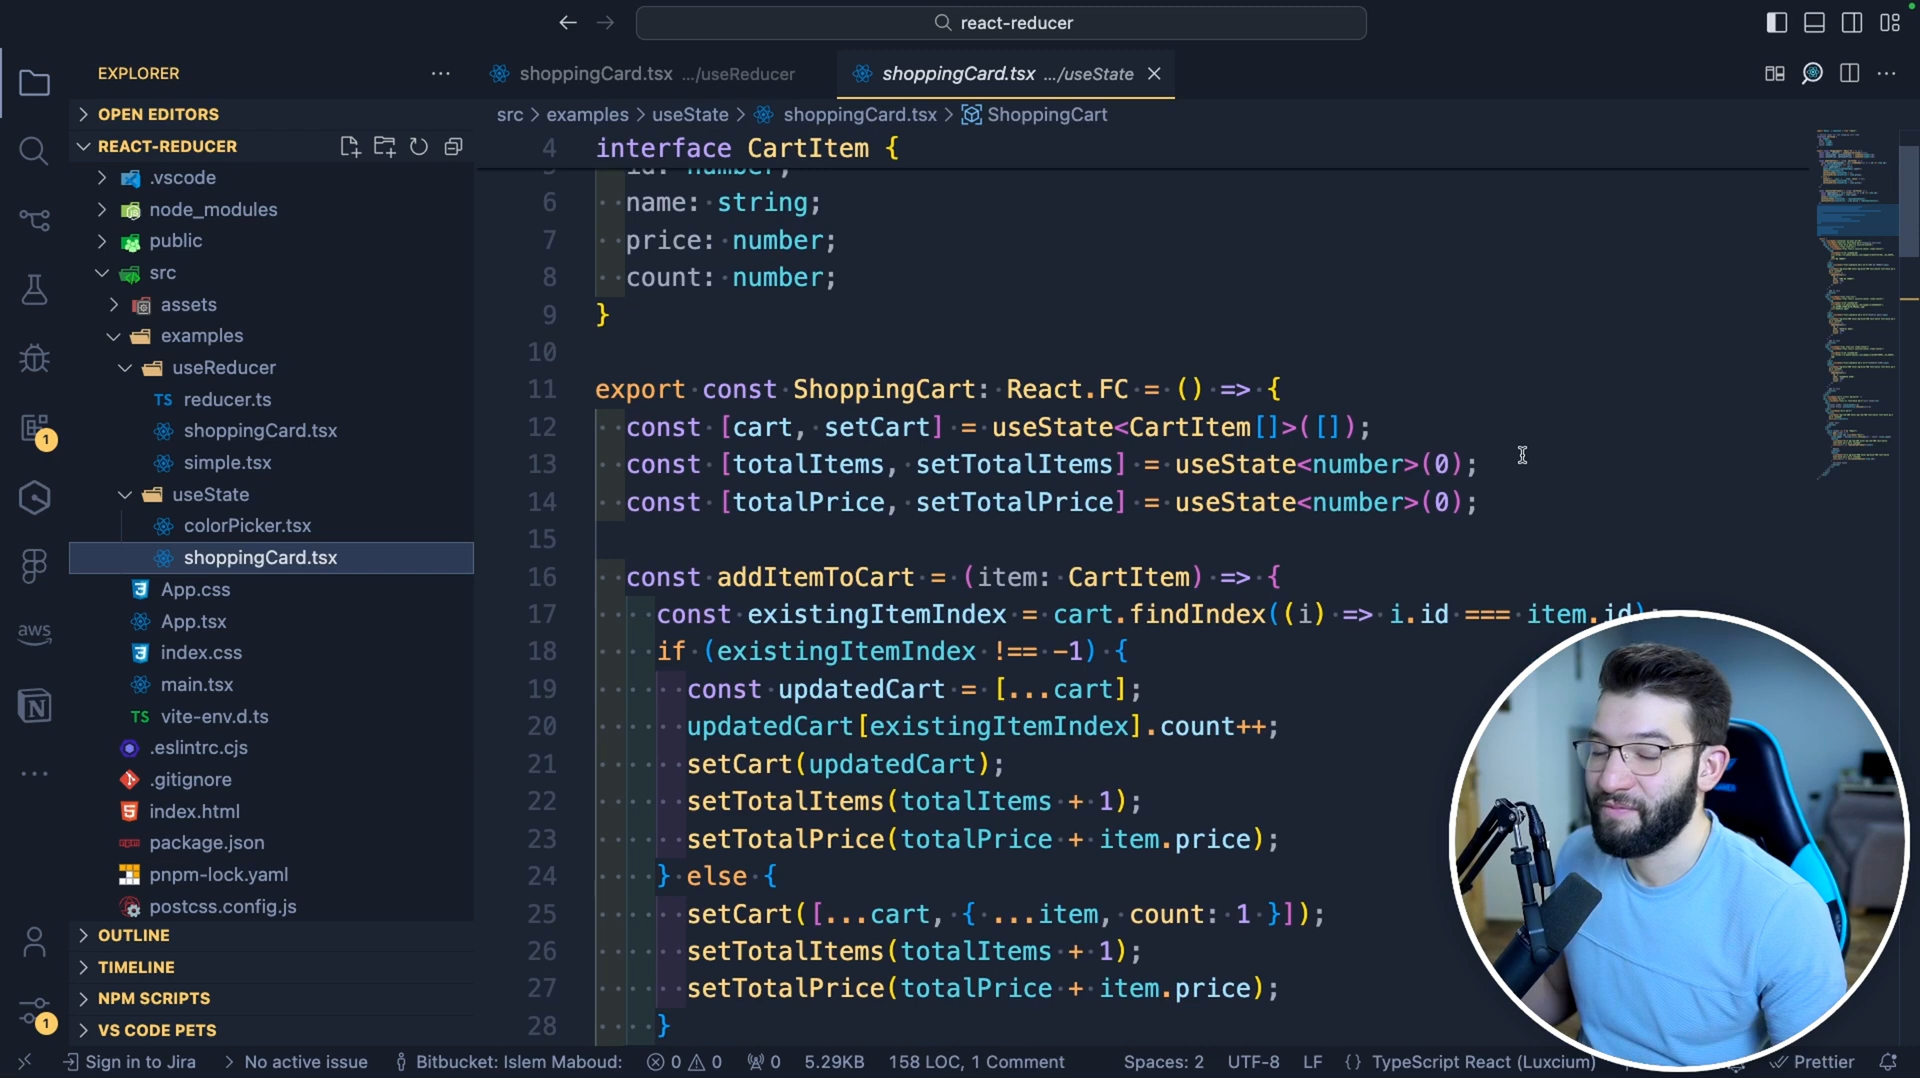 react-reducer
EXPLORER
OPEN EDITORS
REACT-REDUCER
.vscode
node_modules
public
src
assets
examples
useReducer
TS reducer.ts
shoppingCard.tsx
simple.tsx
useState
colorPicker.tsx
shoppingCard.tsx
App.css
App.tsx
index.css
main.tsx
TS vite-env.d.ts
.eslintrc.cjs
.gitignore
index.html
package.json
pnpm-lock.yaml
postcss.config.js
OUTLINE
TIMELINE
NPM SCRIPTS
VS CODE PETS
1
aws
1
shoppingCard.tsx .../useReducer
shoppingCard.tsx .../useState
src > examples > useState > shoppingCard.tsx > ShoppingCart
4 interface CartItem {
id: number;
6 name: string;
7 price: number;
8 count: number;
9 }
10
11 export const ShoppingCart: React.FC = () => {
12 const [cart, setCart] = useState<CartItem[]>([]);
13 const [totalItems, setTotalItems] = useState<number>(0);
14 const [totalPrice, setTotalPrice] = useState<number>(0);
15
16 const addItemToCart = (item: CartItem) => {
17 const existingItemIndex = cart.findIndex((i) => i.id === item.id);
18 if (existingItemIndex !== -1) {
19 const updatedCart = [...cart];
20 updatedCart[existingItemIndex].count++;
21 setCart(updatedCart);
22 setTotalItems(totalItems + 1);
23 setTotalPrice(totalPrice + item.price);
24 } else {
25 setCart([...cart, { ...item, count: 1 }]);
26 setTotalItems(totalItems + 1);
27 setTotalPrice(totalPrice + item.price);
28 }
Sign in to Jira > No active issue Bitbucket: Islem Maboud: 0 0 0 5.29KB 158 LOC, 1 Comment Spaces: 2 UTF-8 LF {} TypeScript React (Luxcium) Prettier